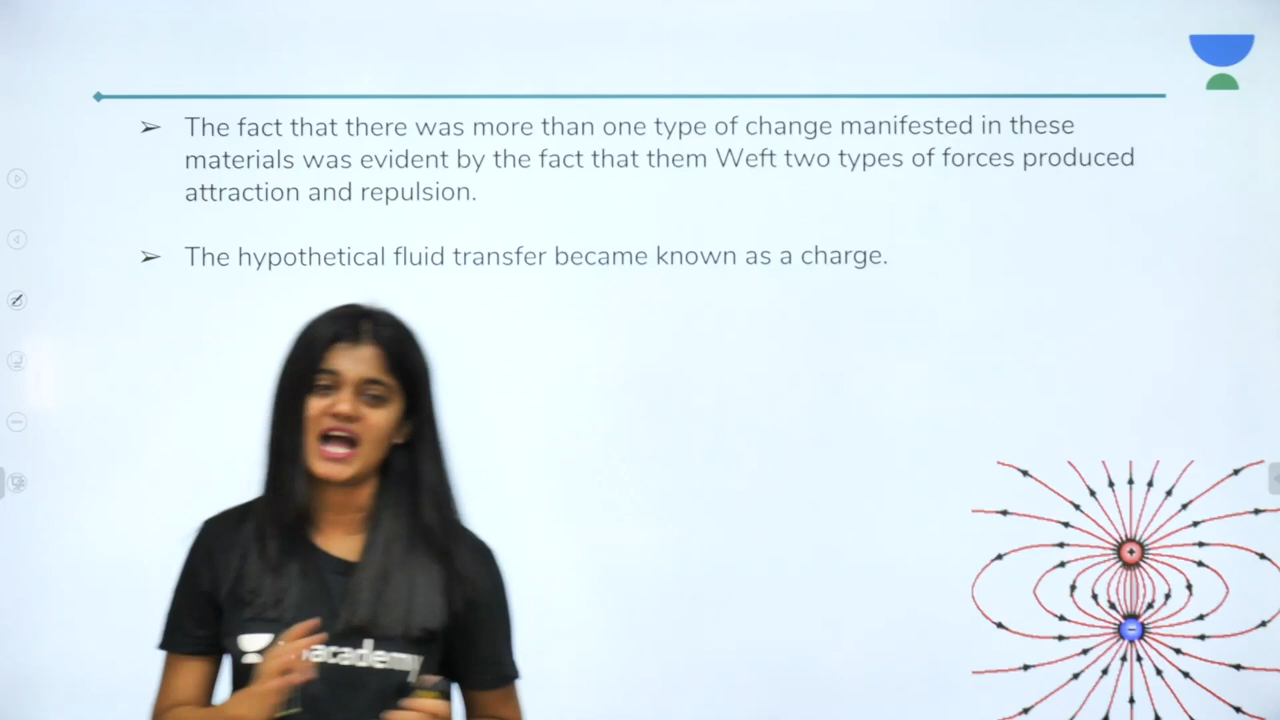 ➢ The fact that there was more than one type of change manifested in these
materials was evident by the fact that them Weft two types of forces produced
attraction and repulsion.
➢ The hypothetical fluid transfer became known as a charge.
academy
+
-